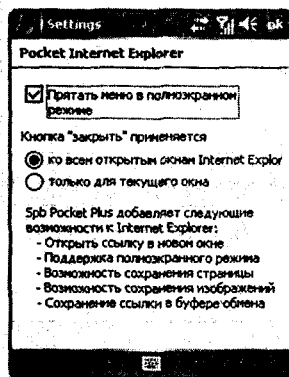 Settings ok
Pocket Internet Explorer
Прятать меню в полноэкранном
режиме
Кнопка "закрыть" применяется
ко всем открытым окнам Internet Explor
только для текущего окна
Spb Pocket Plus добавляет следующие
возможности к Internet Explorer:
- Открыть ссылку в новом окне
- Поддержка полноэкранного режима
- Возможность сохранения страницы
- Возможность сохранения изображений
- Сохранение ссылки в буфере обмена